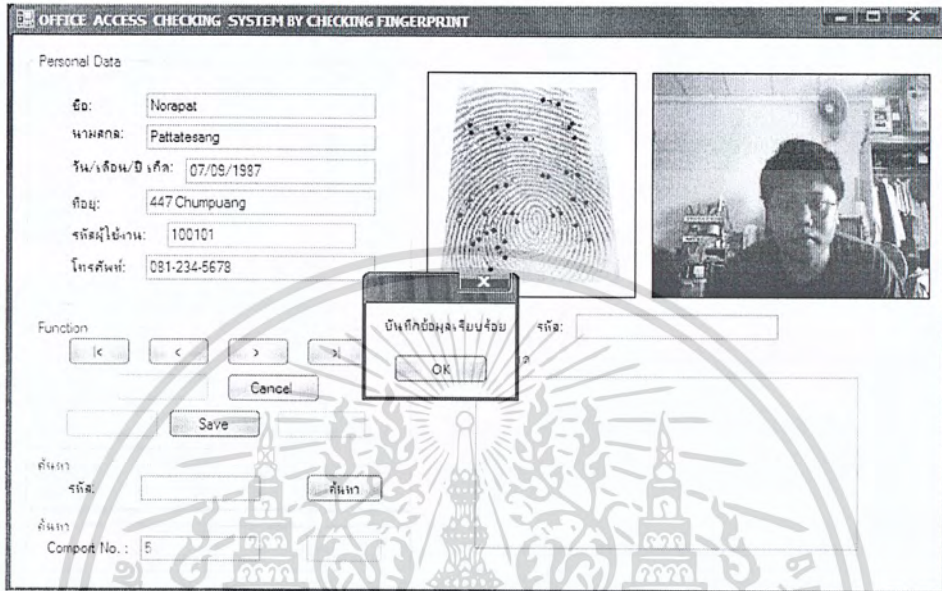 OFFICE ACCESS CHECKING SYSTEM BY CHECKING FINGERPRINT
Personal Data
ชื่อ: Norapat
นามสกุล: Pattatesang
วัน/เดือน/ปี เกิด: 07/09/1987
ที่อยู่: 447 Chumpuang
รหัสผู้ใช้งาน: 100101
โทรศัพท์: 081-234-5678
บันทึกข้อมูลเรียบร้อย
OK
รหัส:
Function
|< < > >|
Cancel
Save
ค้นหา
รหัส: ค้นหา
ค้นหา
Comport No. : 5